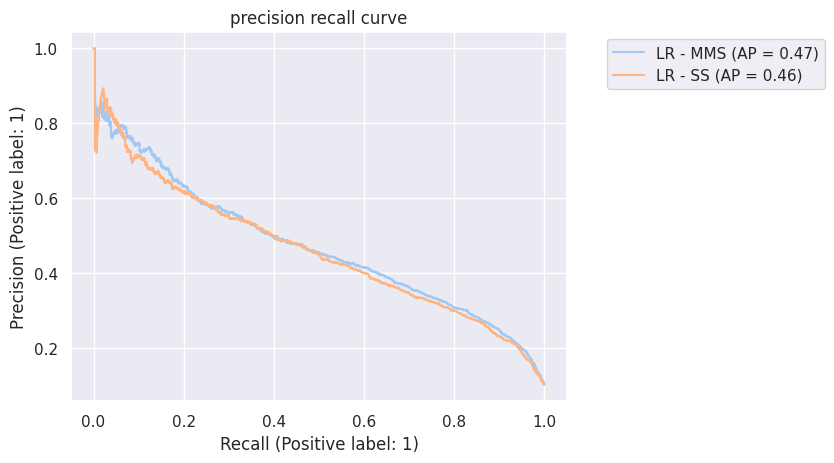 precision recall curve
LR - MMS (AP = 0.47)
LR - SS (AP = 0.46)
Precision (Positive label: 1)
1.0
0.8
0.6
0.4
0.2
0.0 0.2 0.4 0.6 0.8 1.0
Recall (Positive label: 1)